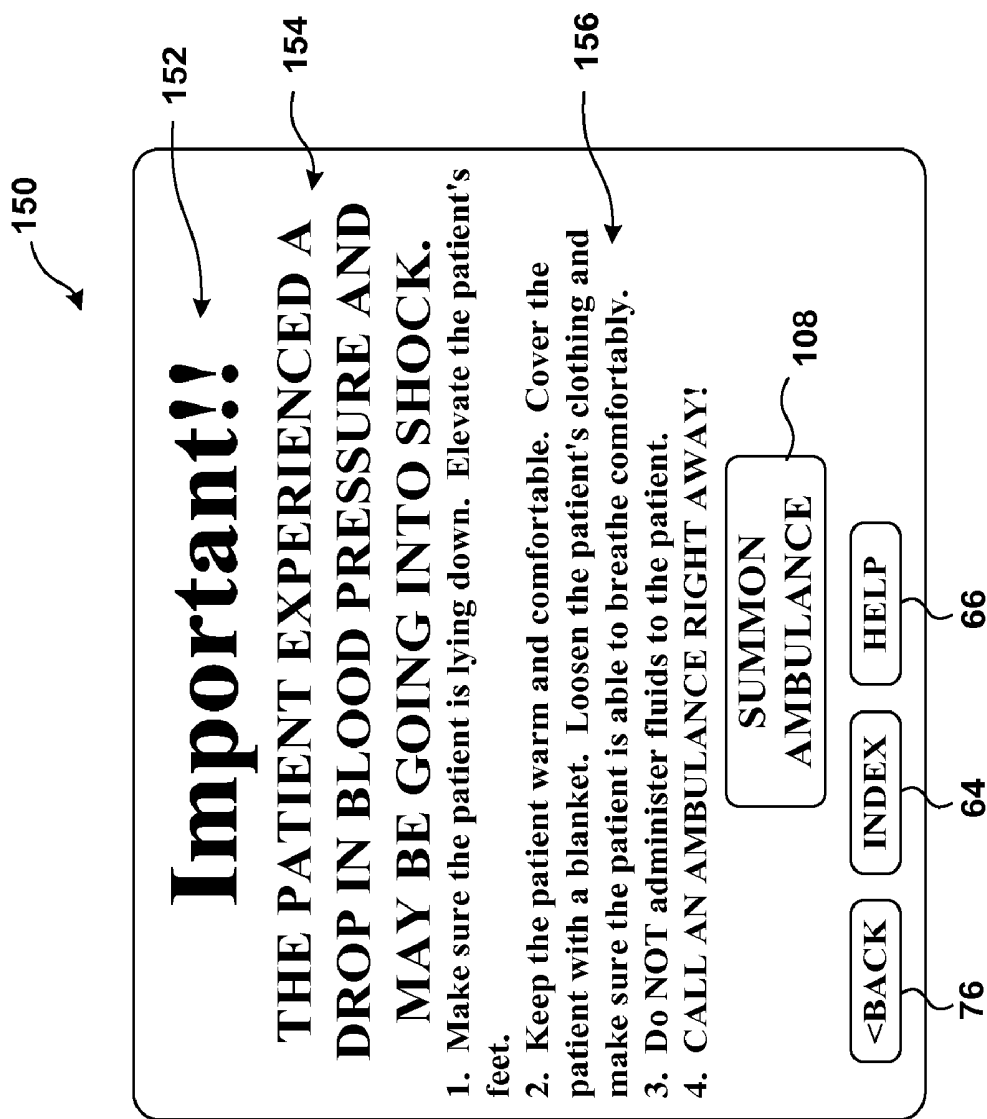 150
152
Important!!
154
THE PATIENT EXPERIENCED A
DROP IN BLOOD PRESSURE AND
MAY BE GOING INTO SHOCK.
1. Make sure the patient is lying down. Elevate the patient's
feet.
2. Keep the patient warm and comfortable. Cover the
patient with a blanket. Loosen the patient's clothing and
make sure the patient is able to breathe comfortably.
156
3. Do NOT administer fluids to the patient.
4. CALL AN AMBULANCE RIGHT AWAY!
SUMMON
AMBULANCE
108
<BACK
INDEX
HELP
76
64
66